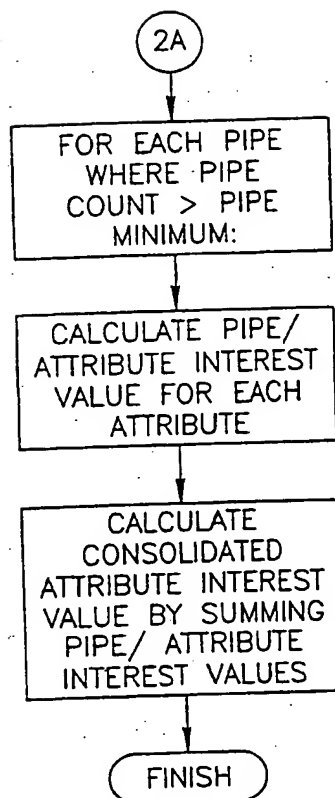 2A
FOR EACH PIPE
WHERE PIPE
COUNT > PIPE
MINIMUM:
CALCULATE PIPE/
ATTRIBUTE INTEREST
VALUE FOR EACH
ATTRIBUTE
CALCULATE
CONSOLIDATED
ATTRIBUTE INTEREST
VALUE BY SUMMING
PIPE/ ATTRIBUTE
INTEREST VALUES
FINISH